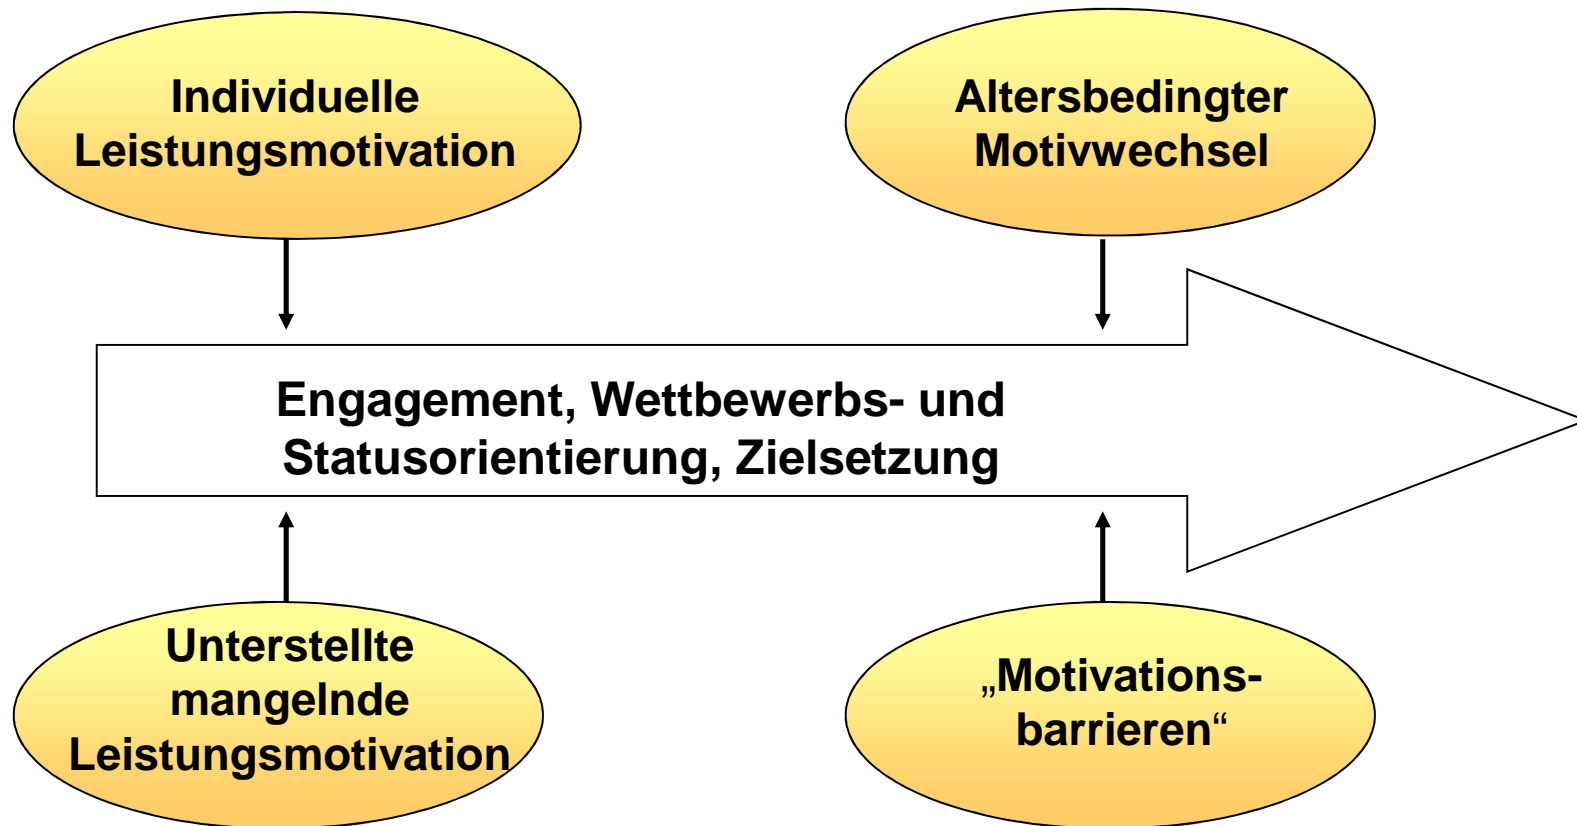 Individuelle
Leistungsmotivation
Altersbedingter
Motivwechsel
Engagement, Wettbewerbs- und
Statusorientierung, Zielsetzung
Unterstellte
mangelnde
Leistungsmotivation
„Motivations-
barrieren“